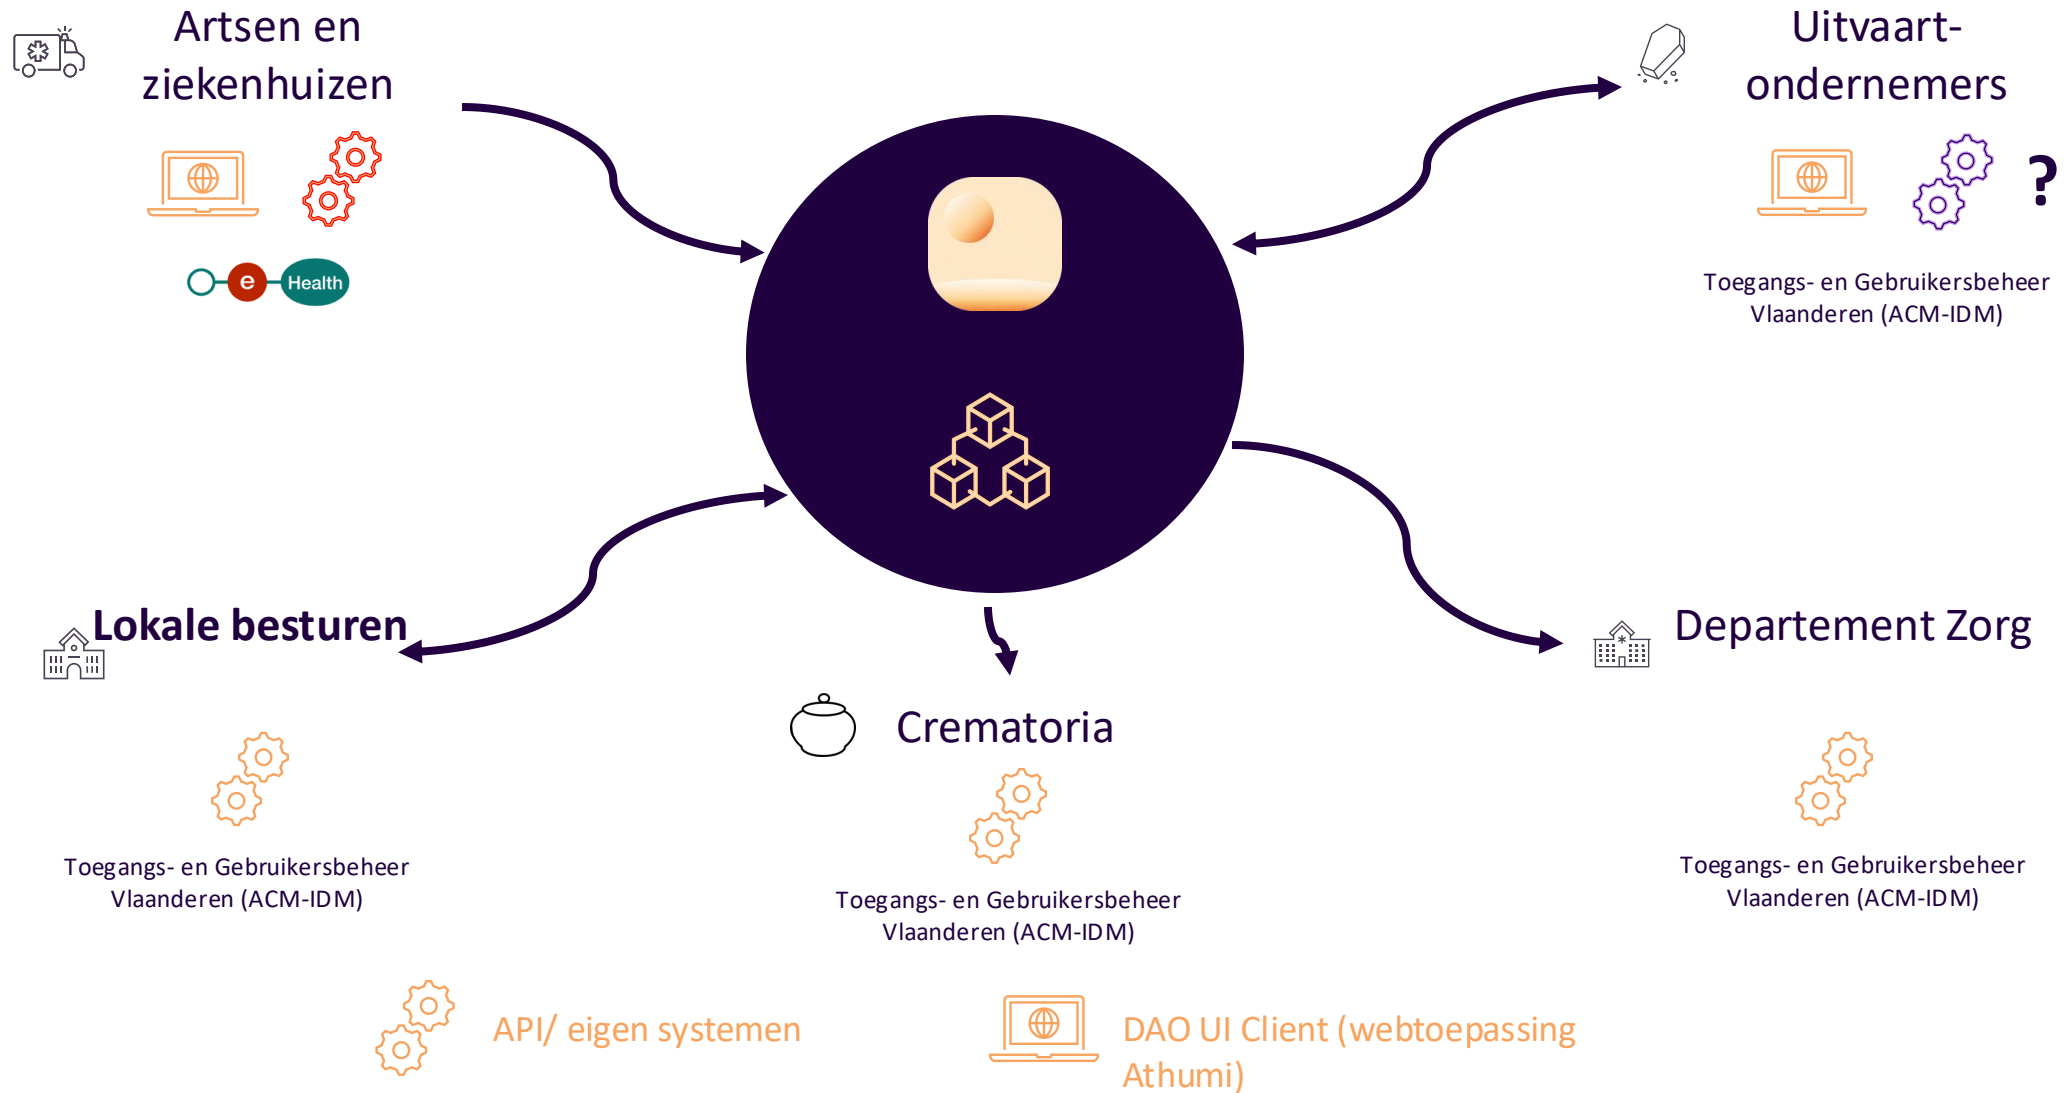 Artsen en
ziekenhuizen
e
Health
Uitvaart-
ondernemers
?
Toegangs- en Gebruikersbeheer
Vlaanderen (ACM-IDM)
Lokale besturen
Toegangs- en Gebruikersbeheer
Vlaanderen (ACM-IDM)
Crematoria
Toegangs- en Gebruikersbeheer
Vlaanderen (ACM-IDM)
Departement Zorg
Toegangs- en Gebruikersbeheer
Vlaanderen (ACM-IDM)
API/ eigen systemen
DAO UI Client (webtoepassing
Athumi)